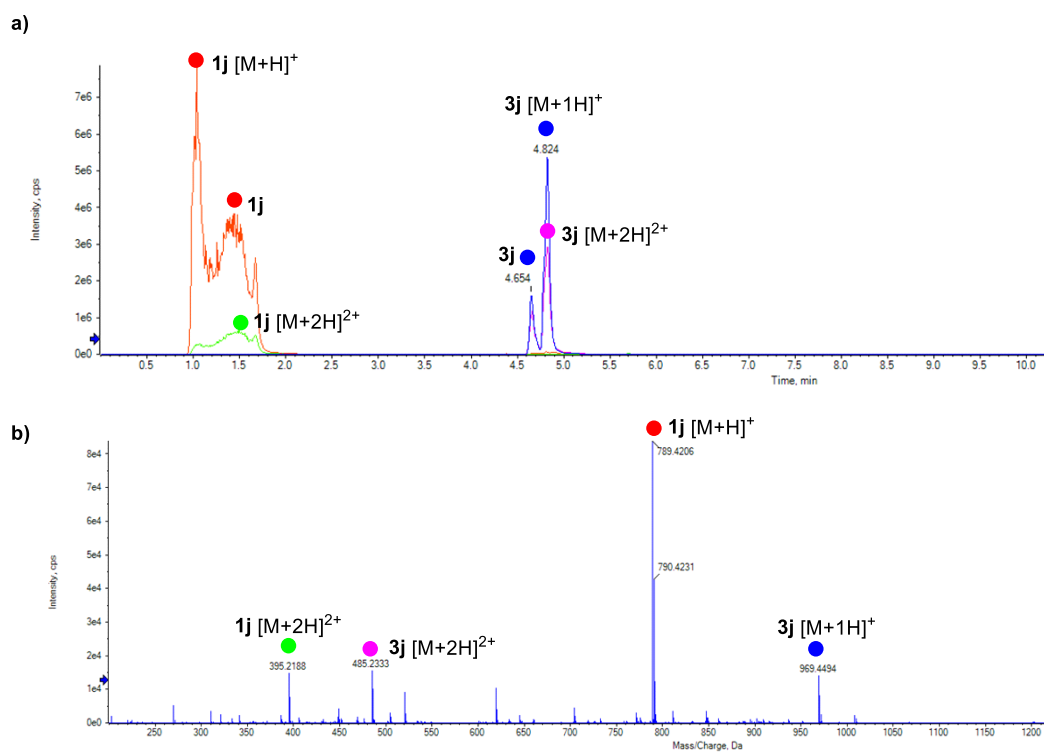 a)
1j [M+H]+
3j [M+1H]+
4.824
1j
3j
3j [M+2H]2+
4.654
1j [M+2H]2+
Intensity, cps
7e6
6e6
5e6
4e6
3e6
2e6
1e6
0e0
0.5 1.0 1.5 2.0 2.5 3.0 3.5 4.0 4.5 5.0 5.5 6.0 6.5 7.0 7.5 8.0 8.5 9.0 9.5 10.0
Time, min
b)
1j [M+H]+
789.4206
790.4231
1j [M+2H]2+
395.2188
3j [M+2H]2+
485.2333
3j [M+1H]+
969.4494
Intensity, cps
8e4
7e4
6e4
5e4
4e4
3e4
2e4
1e4
0e0
250 300 350 400 450 500 550 600 650 700 750 800 850 900 950 1000 1050 1100 1150 1200
Mass/Charge, Da